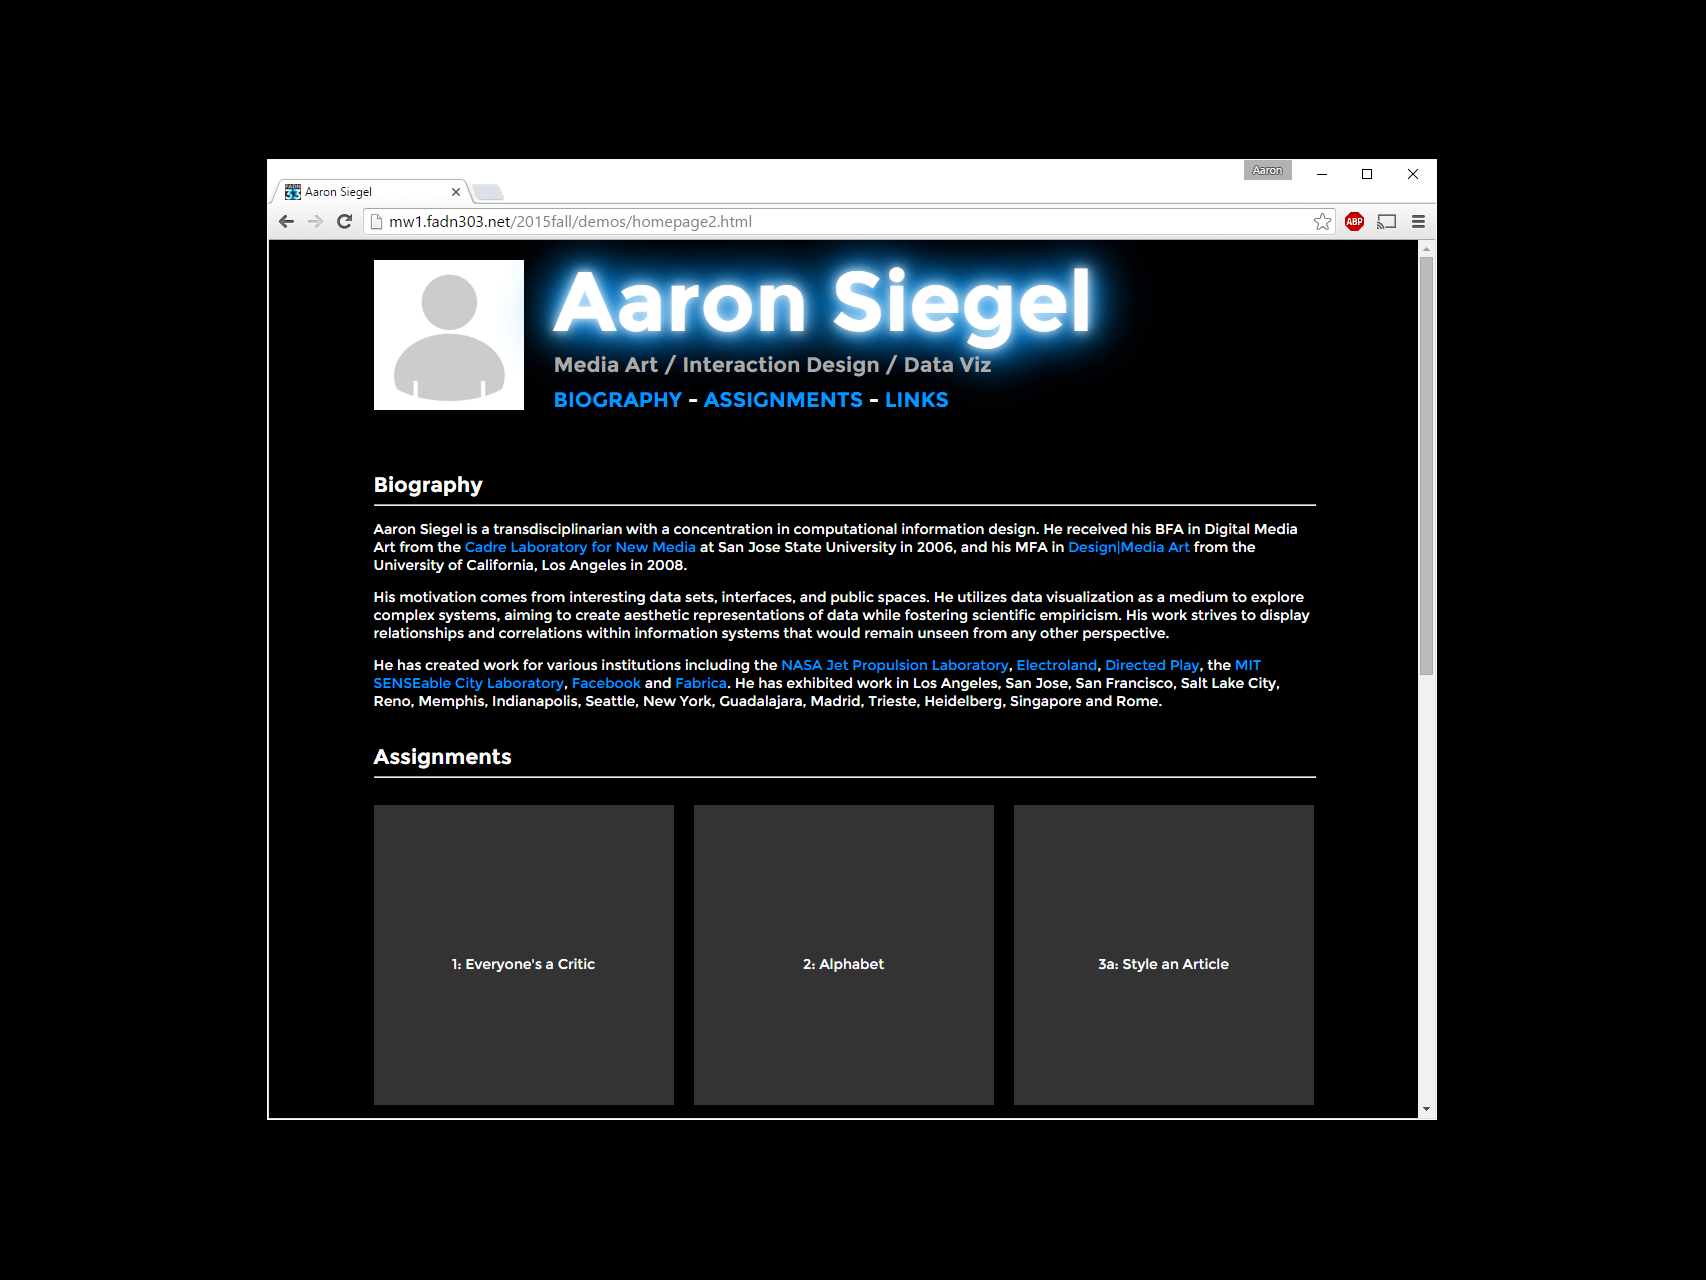 Aaron
Aaron Siegel
mw1.fadn303.net/2015fall/demos/homepage2.html
ABP
Aaron Siegel
Media Art / Interaction Design / Data Viz
BIOGRAPHY - ASSIGNMENTS - LINKS
Biography
Aaron Siegel is a transdisciplinarian with a concentration in computational information design. He received his BFA in Digital Media
Art from the Cadre Laboratory for New Media at San Jose State University in 2006, and his MFA in Design|Media Art from the
University of California, Los Angeles in 2008.
His motivation comes from interesting data sets, interfaces, and public spaces. He utilizes data visualization as a medium to explore
complex systems, aiming to create aesthetic representations of data while fostering scientific empiricism. His work strives to display
relationships and correlations within information systems that would remain unseen from any other perspective.
He has created work for various institutions including the NASA Jet Propulsion Laboratory, Electroland, Directed Play, the MIT
SENSEable City Laboratory, Facebook and Fabrica. He has exhibited work in Los Angeles, San Jose, San Francisco, Salt Lake City,
Reno, Memphis, Indianapolis, Seattle, New York, Guadalajara, Madrid, Trieste, Heidelberg, Singapore and Rome.
Assignments
1: Everyone's a Critic
2: Alphabet
3a: Style an Article